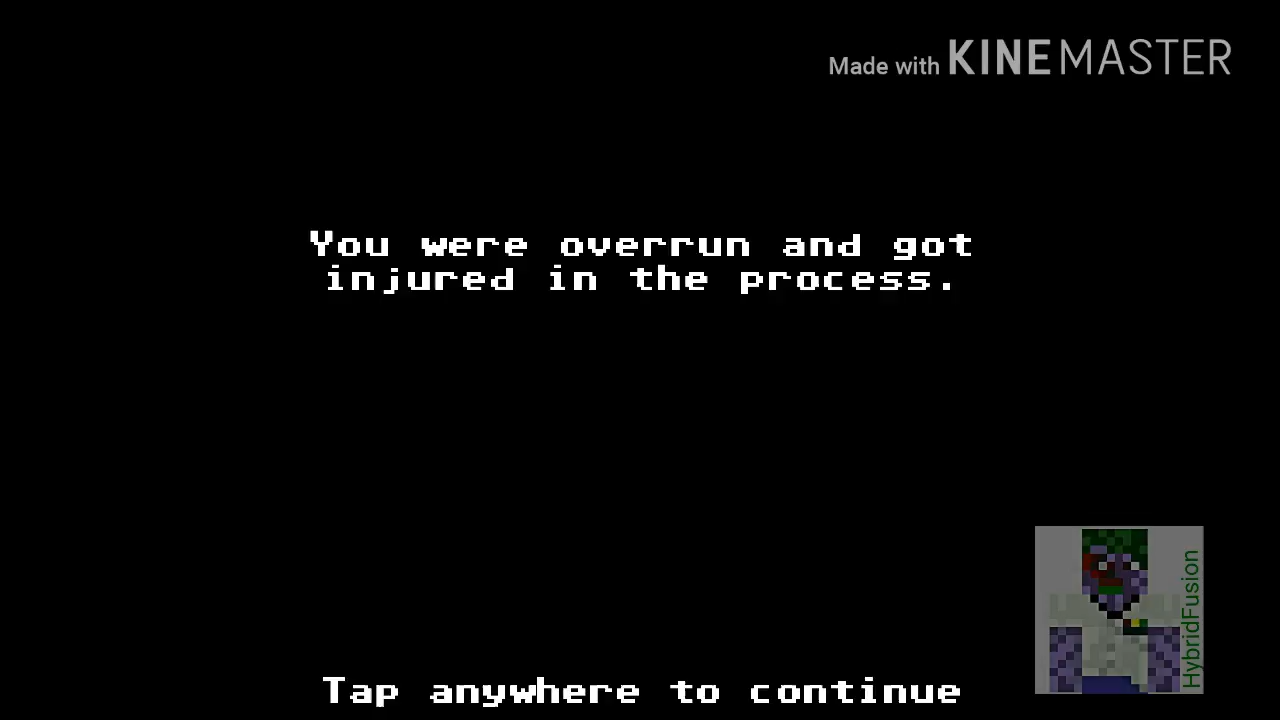 Made with KINEMASTER
You were overrun and got
injured in the process.
HybridFusion
Tap anywhere to continue